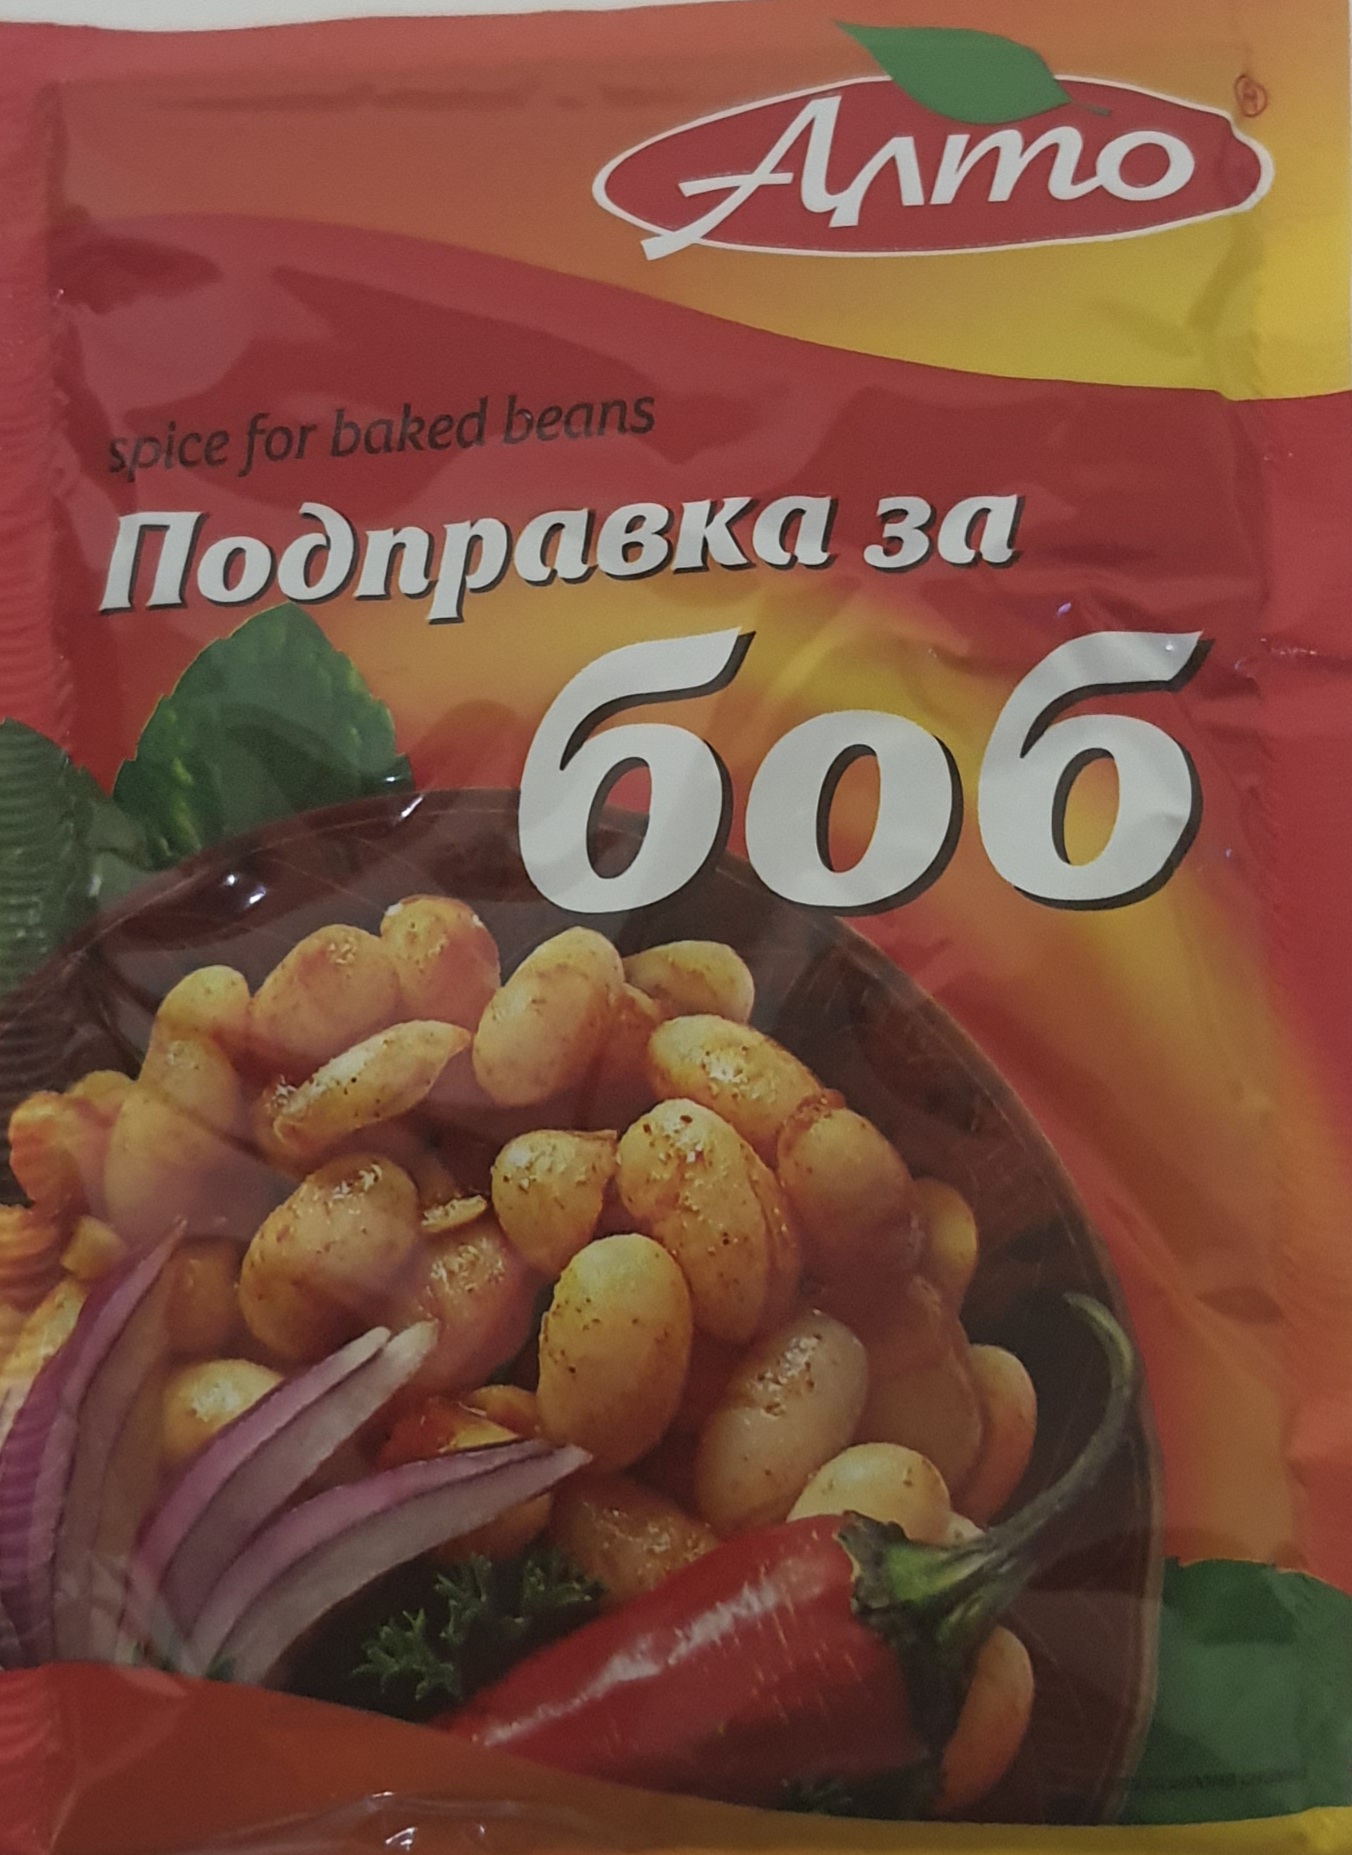 Алто
spice for baked beans
Подправка за
боб